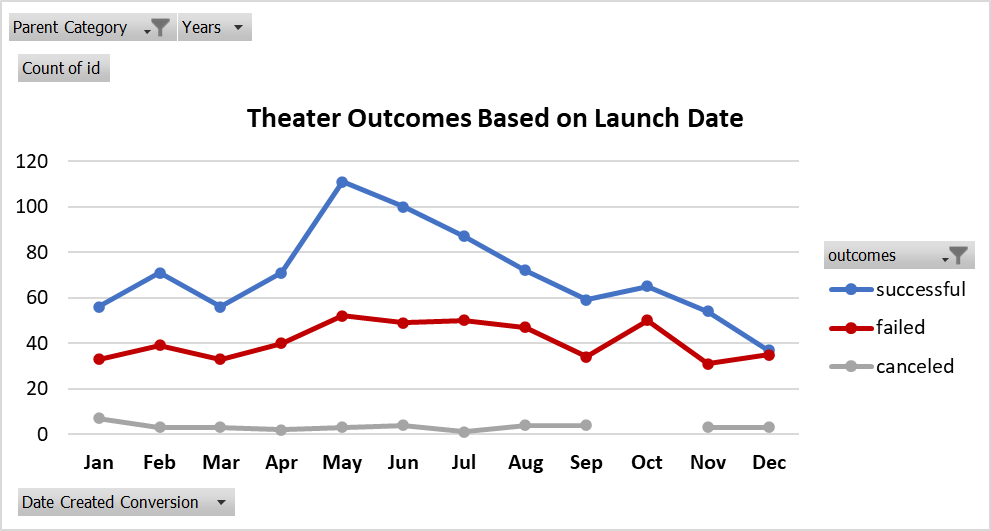 Parent Category Years
Count of id
Theater Outcomes Based on Launch Date
120
100
80
60
40
20
0
Jan Feb Mar Apr May Jun Jul Aug Sep Oct Nov Dec
outcomes
successful
failed
canceled
Date Created Conversion